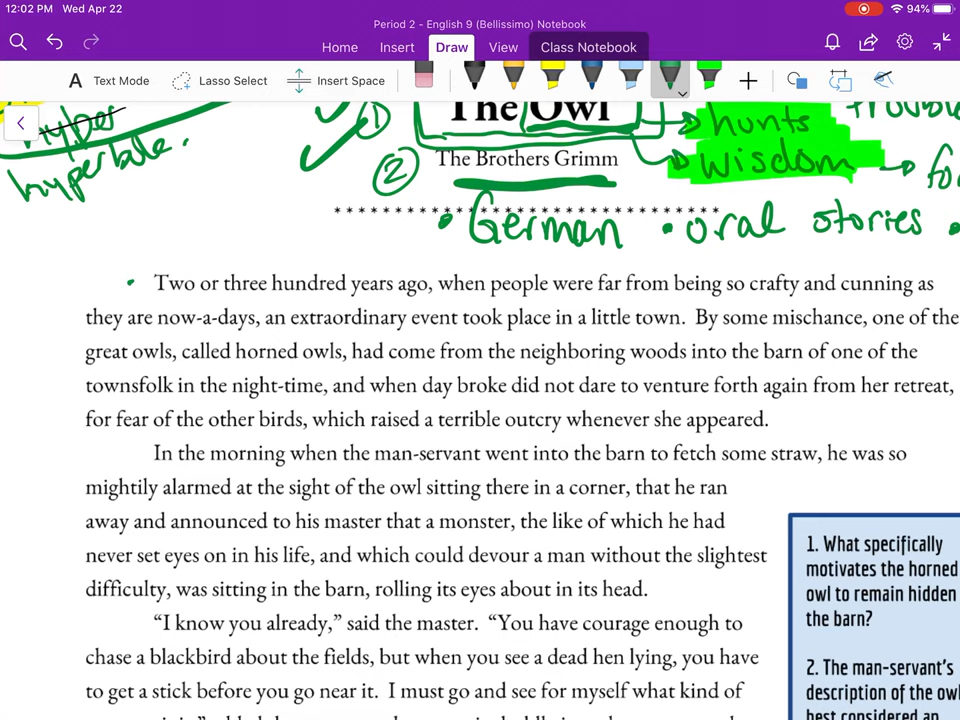 12:02 PM Wed Apr 22
94%
Period 2 - English 9 (Bellissimo) Notebook
Home Insert Draw View Class Notebook
Text Mode Lasso Select Insert Space
hyper
hyperbole.
①
The Owl
hunts
②
The Brothers Grimm
wisdom
* * * * * * * * * * * * * * * * * * * * * * * * * * * * * * *
• German • oral stories •
• Two or three hundred years ago, when people were far from being so crafty and cunning as
they are now-a-days, an extraordinary event took place in a little town. By some mischance, one of the
great owls, called horned owls, had come from the neighboring woods into the barn of one of the
townsfolk in the night-time, and when day broke did not dare to venture forth again from her retreat,
for fear of the other birds, which raised a terrible outcry whenever she appeared.
In the morning when the man-servant went into the barn to fetch some straw, he was so
mightily alarmed at the sight of the owl sitting there in a corner, that he ran
away and announced to his master that a monster, the like of which he had
never set eyes on in his life, and which could devour a man without the slightest
difficulty, was sitting in the barn, rolling its eyes about in its head.
“I know you already,” said the master. “You have courage enough to
chase a blackbird about the fields, but when you see a dead hen lying, you have
to get a stick before you go near it. I must go and see for myself what kind of
1. What specifically
motivates the horned
owl to remain hidden
the barn?
2. The man-servant’s
description of the owl
best considered an